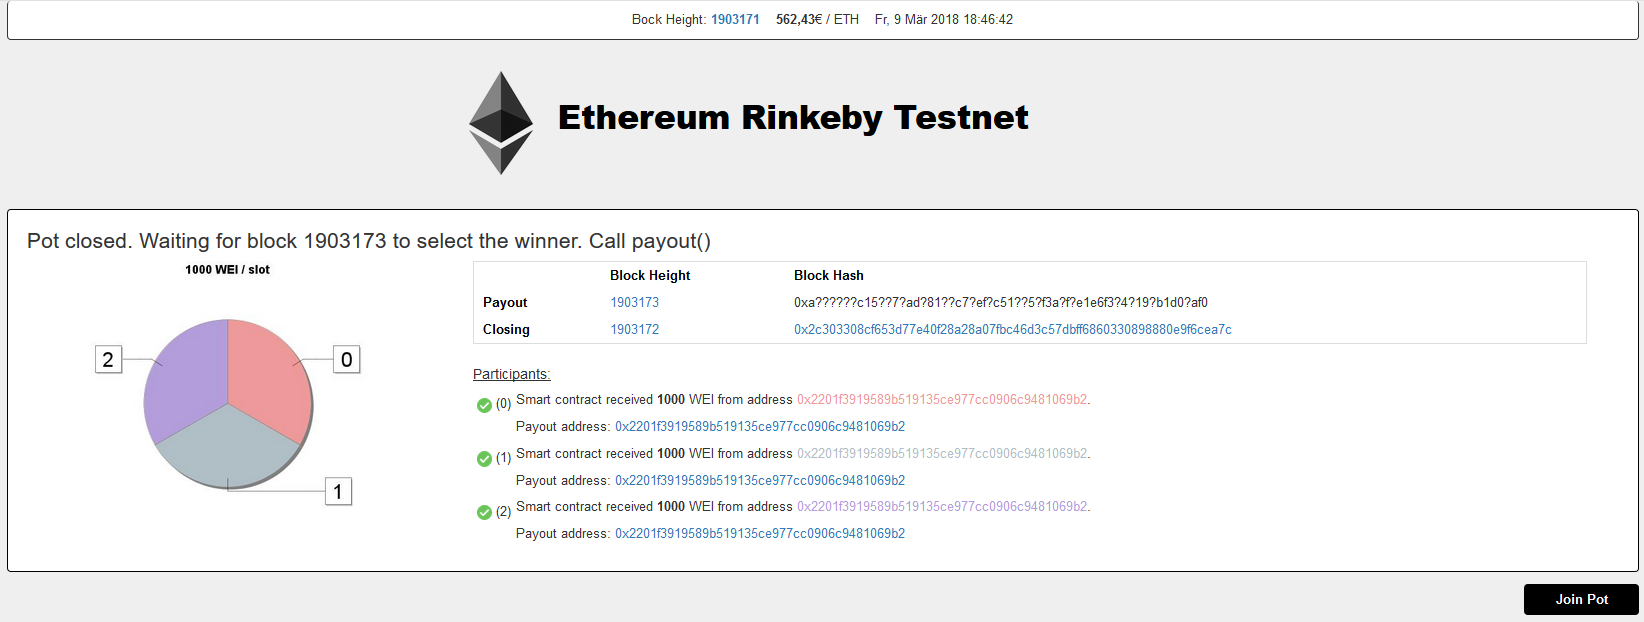 Bock Height: 1903171 562,43€ / ETH Fr, 9 Mär 2018 18:46:42
Ethereum Rinkeby Testnet
Pot closed. Waiting for block 1903173 to select the winner. Call payout()
1000 WEI / slot
2
0
1
Block Height Block Hash
Payout 1903173 0xa??????c15??7?ad?81??c7?ef?c51??5?f3a?f?e1e6f3?4?19?b1d0?af0
Closing 1903172 0x2c303308cf653d77e40f28a28a07fbc46d3c57dbff6860330898880e9f6cea7c
Participants:
(0) Smart contract received 1000 WEI from address 0x2201f3919589b519135ce977cc0906c9481069b2.
Payout address: 0x2201f3919589b519135ce977cc0906c9481069b2
(1) Smart contract received 1000 WEI from address 0x2201f3919589b519135ce977cc0906c9481069b2.
Payout address: 0x2201f3919589b519135ce977cc0906c9481069b2
(2) Smart contract received 1000 WEI from address 0x2201f3919589b519135ce977cc0906c9481069b2.
Payout address: 0x2201f3919589b519135ce977cc0906c9481069b2
Join Pot